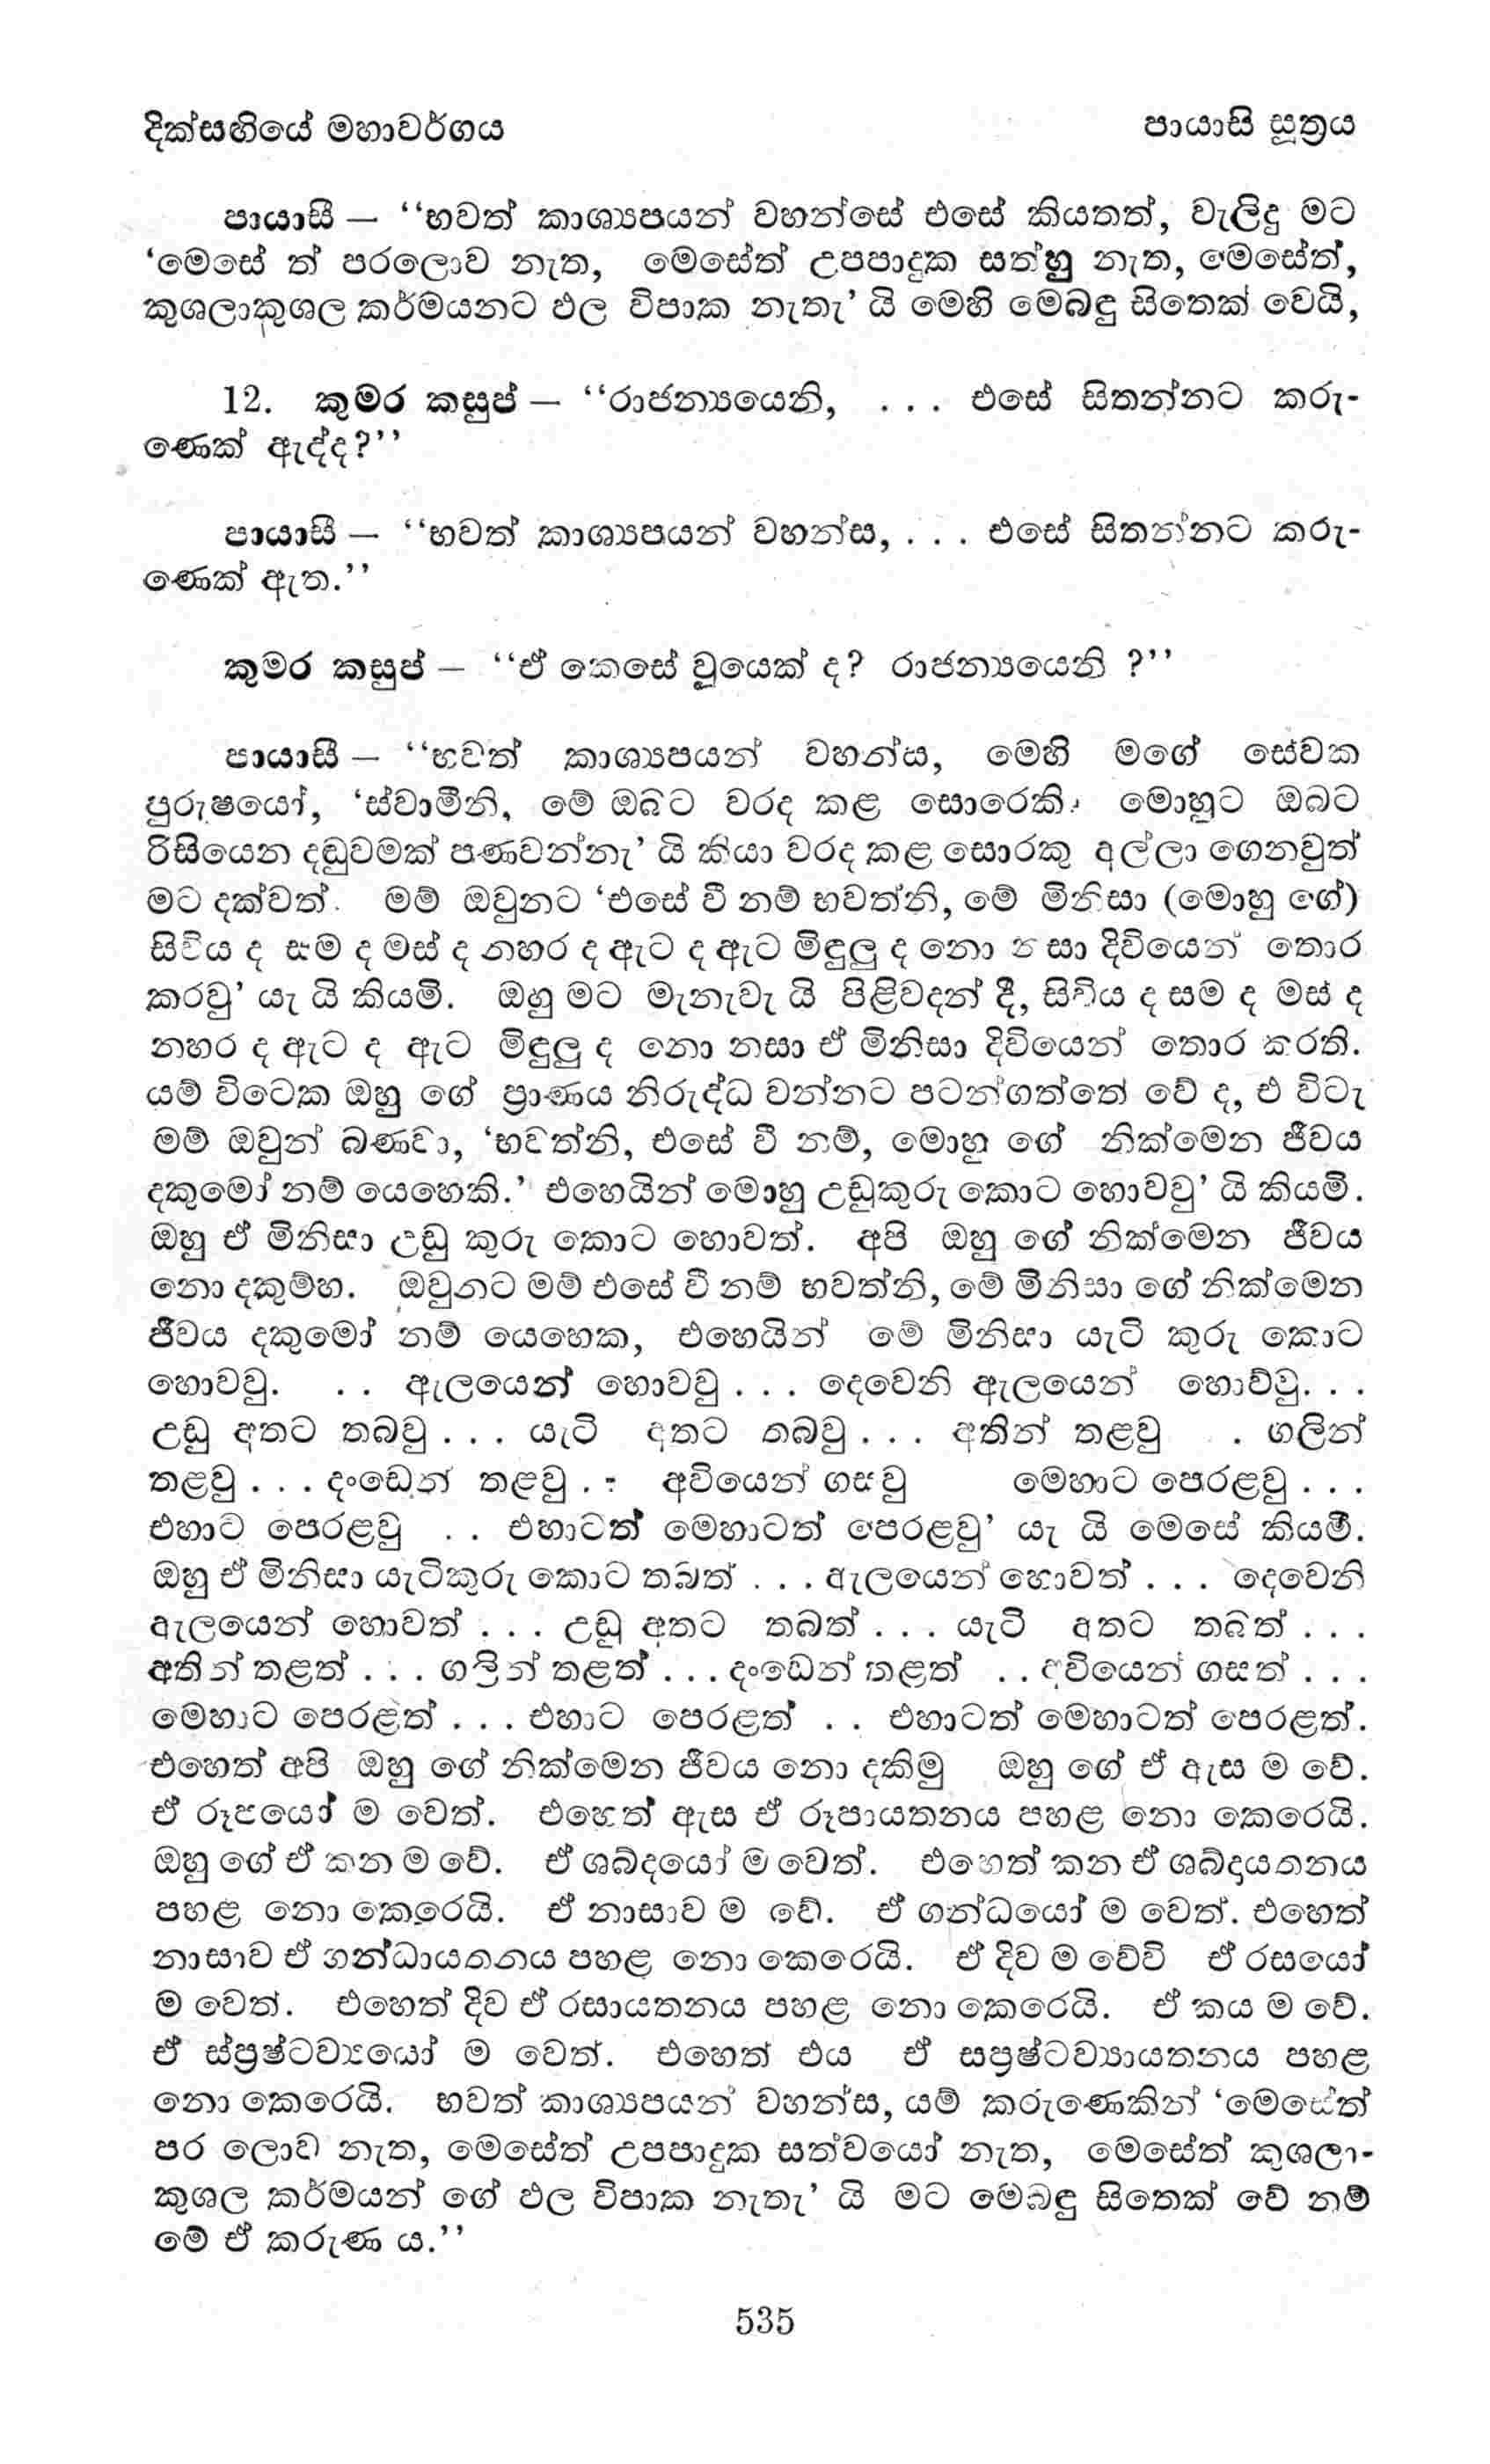 දික්සඟියේ මහාවර්ගය පායාසි සූත්‍රය
පායාසී — ‘‘භවත් කාශ්‍යපයන් වහන්සේ එසේ කියතත්, වැලිදු මට
‘මෙසේ ත් පරලොව නැත, මෙසේත් උපපාදුක සත්හු නැත, මෙසේත්,
කුශලාකුශල කර්මයනට ඵල විපාක නැතැ’ යි මෙහි මෙබඳු සිතෙක් වෙයි,
12. කුමර කසුප් — ‘‘රාජන්‍යයෙනි, . . . එසේ සිතන්නට කරු-
ණෙක් ඇද්ද?’’
පායාසී — ‘‘භවත් කාශ්‍යපයන් වහන්ස, . . . එසේ සිතන්නට කරු-
ණෙක් ඇත.’’
කුමර කසුප් — ‘‘ඒ කෙසේ වූයෙක් ද? රාජන්‍යයෙනි ?’’
පායාසී — ‘‘භවත් කාශ්‍යපයන් වහන්ස, මෙහි මගේ සේවක
පුරුෂයෝ, ‘ස්වාමීනි, මේ ඔබට වරද කළ සොරෙකි. මොහුට ඔබට
රිසියෙන දඬුවමක් පණවන්නැ’ යි කියා වරද කළ සොරකු අල්ලා ගෙනවුත්
මට දක්වත්. මම් ඔවුනට ‘එසේ වී නම් භවත්නි, මේ මිනිසා (මොහු ගේ)
සිවිය ද සම ද මස් ද නහර ද ඇට ද ඇට මිඳුලු ද නො නසා දිවියෙන් තොර
කරවු’ යැ යි කියමි. ඔහු මට මැනැවැ යි පිළිවදන් දී, සිවිය ද සම ද මස් ද
නහර ද ඇට ද ඇට මිඳුලු ද නො නසා ඒ මිනිසා දිවියෙන් තොර කරති.
යම් විටෙක ඔහු ගේ ප්‍රාණය නිරුද්ධ වන්නට පටන්ගත්තේ වේ ද, එ විටැ
මම් ඔවුන් බණවා, ‘භවත්නි, එසේ වී නම්, මොහු ගේ නික්මෙන ජීවය
දකුමෝ නම් යෙහෙකි.’ එහෙයින් මොහු උඩුකුරු කොට හොවවු’ යි කියමි.
ඔහු ඒ මිනිසා උඩු කුරු කොට හොවත්. අපි ඔහු ගේ නික්මෙන ජීවය
නො දකුම්හ. ඔවුනට මම් එසේ වී නම් භවත්නි, මේ මිනිසා ගේ නික්මෙන
ජීවය දකුමෝ නම් යෙහෙක, එහෙයින් මේ මිනිසා යැටි කුරු කොට
හොවවු. . . ඇලයෙන් හොවවු . . . දෙවෙනි ඇලයෙන් හොව්වු. . .
උඩු අතට තබවු . . . යැටි අතට තබවු . . . අතින් තළවු . . ගලින්
තළවු . . . දංඩෙන් තළවු . . අවියෙන් ගසවු මෙහාට පෙරළවු . . .
එහාට පෙරළවු . . එහාටත් මෙහාටත් පෙරළවු’ යැ යි මෙසේ කියමී.
ඔහු ඒ මිනිසා යැටිකුරු කොට තබත් . . . ඇලයෙන් හොවත් . . . දෙවෙනි
ඇලයෙන් හොවත් . . . උඩු අතට තබත් . . . යැටි අතට තබත් . . .
අතින් තළත් . . . ගලින් තළත් . . . දංඩෙන් තළත් . . අවියෙන් ගසත් . . .
මෙහාට පෙරළත් . . . එහාට පෙරළත් . . එහාටත් මෙහාටත් පෙරළත්.
එහෙත් අපි ඔහු ගේ නික්මෙන ජීවය නො දකිමු ඔහු ගේ ඒ ඇස ම වේ.
ඒ රූපයෝ ම වෙත්. එහෙත් ඇස ඒ රූපායතනය පහළ නො කෙරෙයි.
ඔහු ගේ ඒ කන ම වේ. ඒ ශබ්දයෝ ම වෙත්. එහෙත් කන ඒ ශබ්දායතනය
පහළ නො කෙරෙයි. ඒ නාසාව ම වේ. ඒ ගන්ධයෝ ම වෙත්. එහෙත්
නාසාව ඒ ගන්ධායතනය පහළ නො කෙරෙයි. ඒ දිව ම වේවි ඒ රසයෝ
ම වෙත්. එහෙත් දිව ඒ රසායතනය පහළ නො කෙරෙයි. ඒ කය ම වේ.
ඒ ස්ප්‍රෂ්ටව්‍යයෝ ම වෙත්. එහෙත් එය ඒ සප්‍රෂ්ටව්‍යායතනය පහළ
නො කෙරෙයි. භවත් කාශ්‍යපයන් වහන්ස, යම් කරුණෙකින් ‘මෙසේත්
පර ලොව නැත, මෙසේත් උපපාදුක සත්වයෝ නැත, මෙසේත් කුශලා-
කුශල කර්මයන් ගේ ඵල විපාක නැතැ’ යි මට මෙබඳු සිතෙක් වේ නම්
මේ ඒ කරුණ ය.’’
535